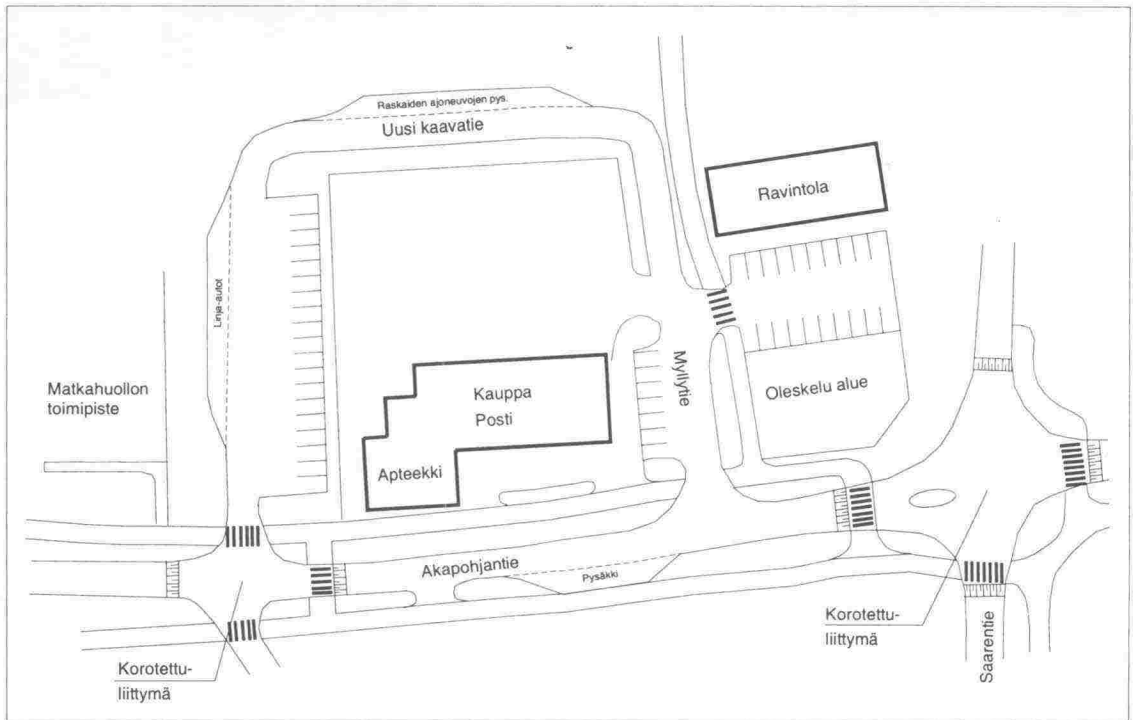 Raskaiden ajoneuvojen pys.
Uusi kaavatie
Ravintola
Linja-autot
Matkahuollon
toimipiste
Kauppa
Posti
Apteekki
Myllytie
Oleskelu alue
Akapohjantie
Pysäkki
Korotettu-
liittymä
Korotettu-
liittymä
Saarentie